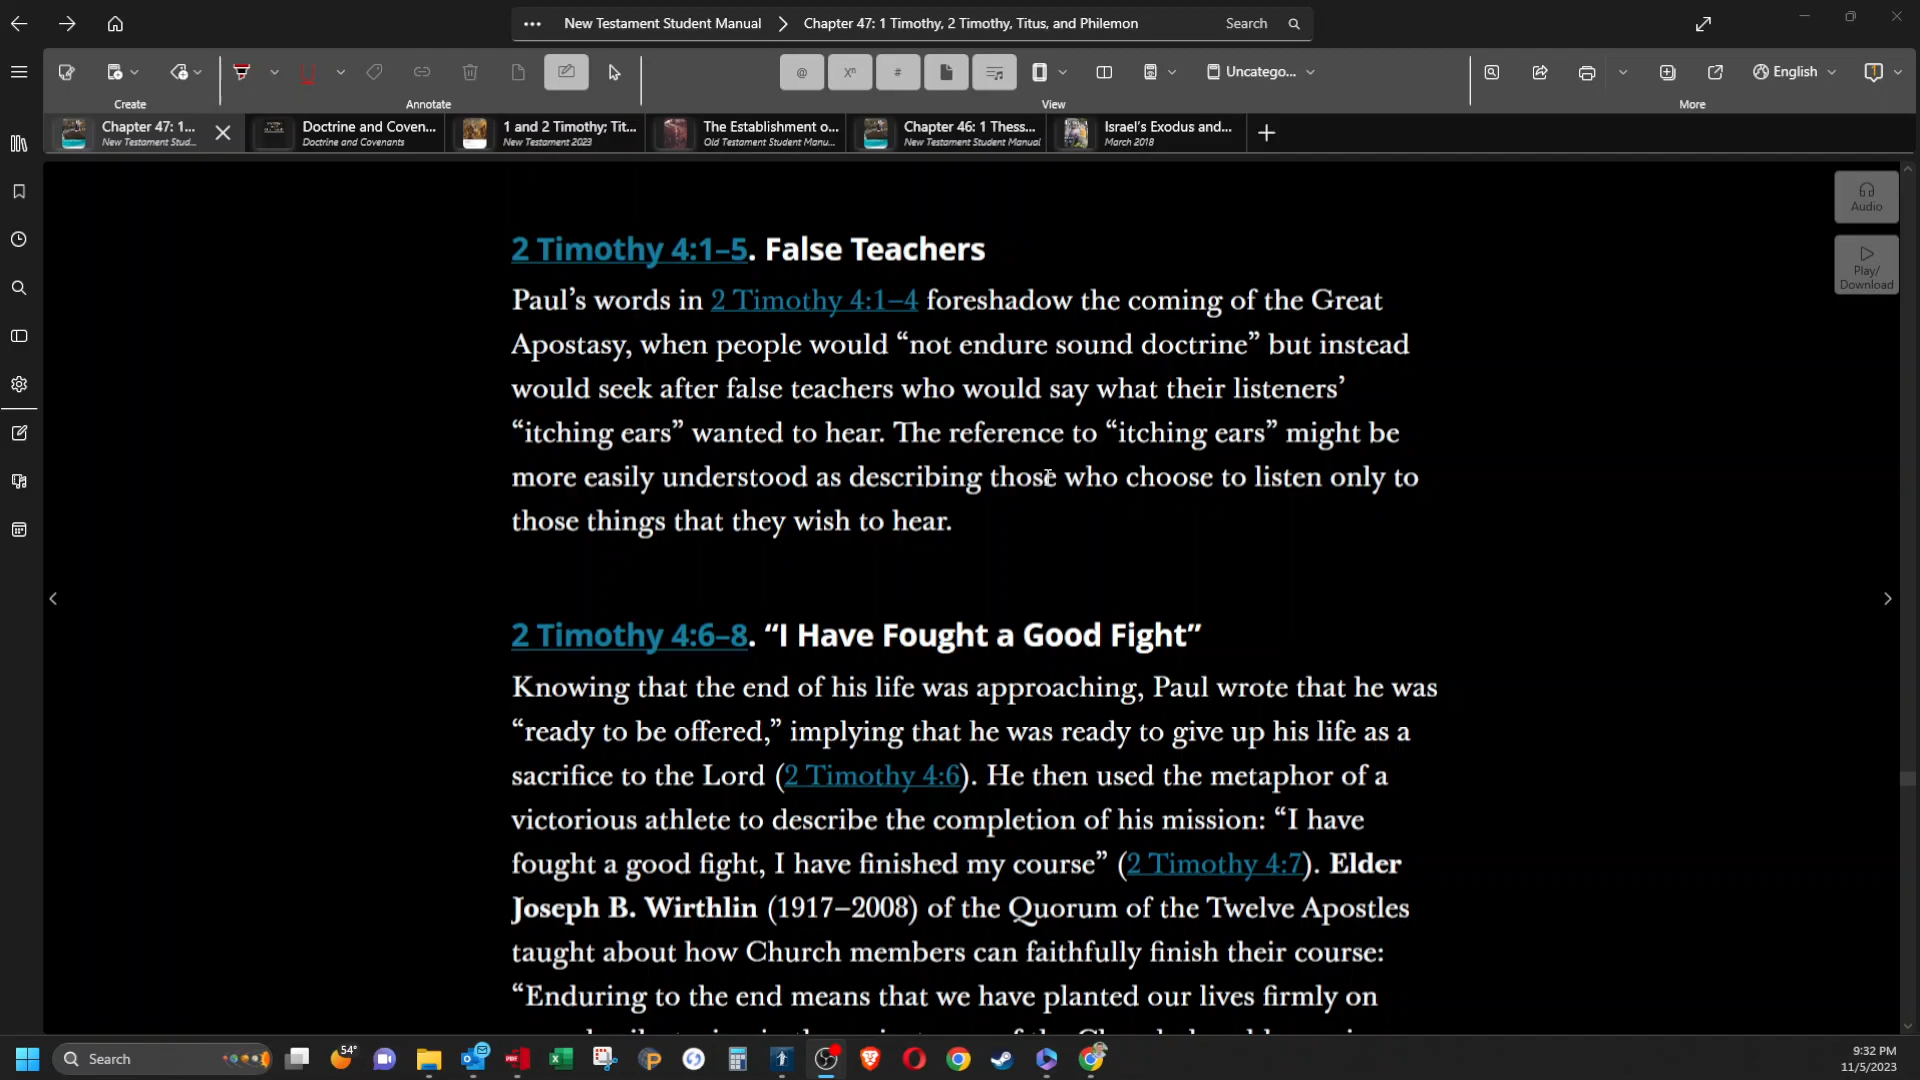 New Testament Student Manual
Chapter 47: 1 Timothy, 2 Timothy, Titus, and Philemon
Search
@
Xⁿ
#
Uncatego...
English
1
Create
Annotate
View
More
Chapter 47: 1...
New Testament Stud...
Doctrine and Coven...
Doctrine and Covenants
1 and 2 Timothy; Tit...
New Testament 2023
The Establishment o...
Old Testament Student Manu...
Chapter 46: 1 Thess...
New Testament Student Manual
Israel’s Exodus and...
March 2018
Audio
Play/
Download
2 Timothy 4:1–5. False Teachers
Paul’s words in 2 Timothy 4:1–4 foreshadow the coming of the Great
Apostasy, when people would “not endure sound doctrine” but instead
would seek after false teachers who would say what their listeners’
“itching ears” wanted to hear. The reference to “itching ears” might be
more easily understood as describing those who choose to listen only to
those things that they wish to hear.
2 Timothy 4:6–8. “I Have Fought a Good Fight”
Knowing that the end of his life was approaching, Paul wrote that he was
“ready to be offered,” implying that he was ready to give up his life as a
sacrifice to the Lord (2 Timothy 4:6). He then used the metaphor of a
victorious athlete to describe the completion of his mission: “I have
fought a good fight, I have finished my course” (2 Timothy 4:7). Elder
Joseph B. Wirthlin (1917–2008) of the Quorum of the Twelve Apostles
taught about how Church members can faithfully finish their course:
“Enduring to the end means that we have planted our lives firmly on
Search
54°
PDF
9:32 PM
11/5/2023